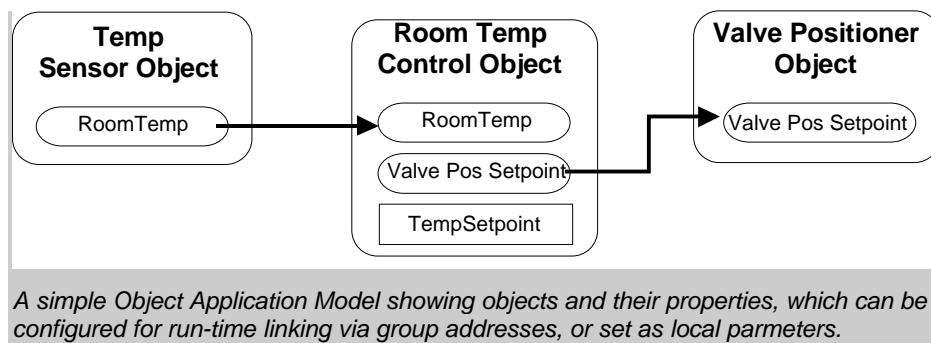 Temp
Sensor Object
RoomTemp
Room Temp
Control Object
RoomTemp
Valve Pos Setpoint
TempSetpoint
Valve Positioner
Object
Valve Pos Setpoint
A simple Object Application Model showing objects and their properties, which can be
configured for run-time linking via group addresses, or set as local parmeters.